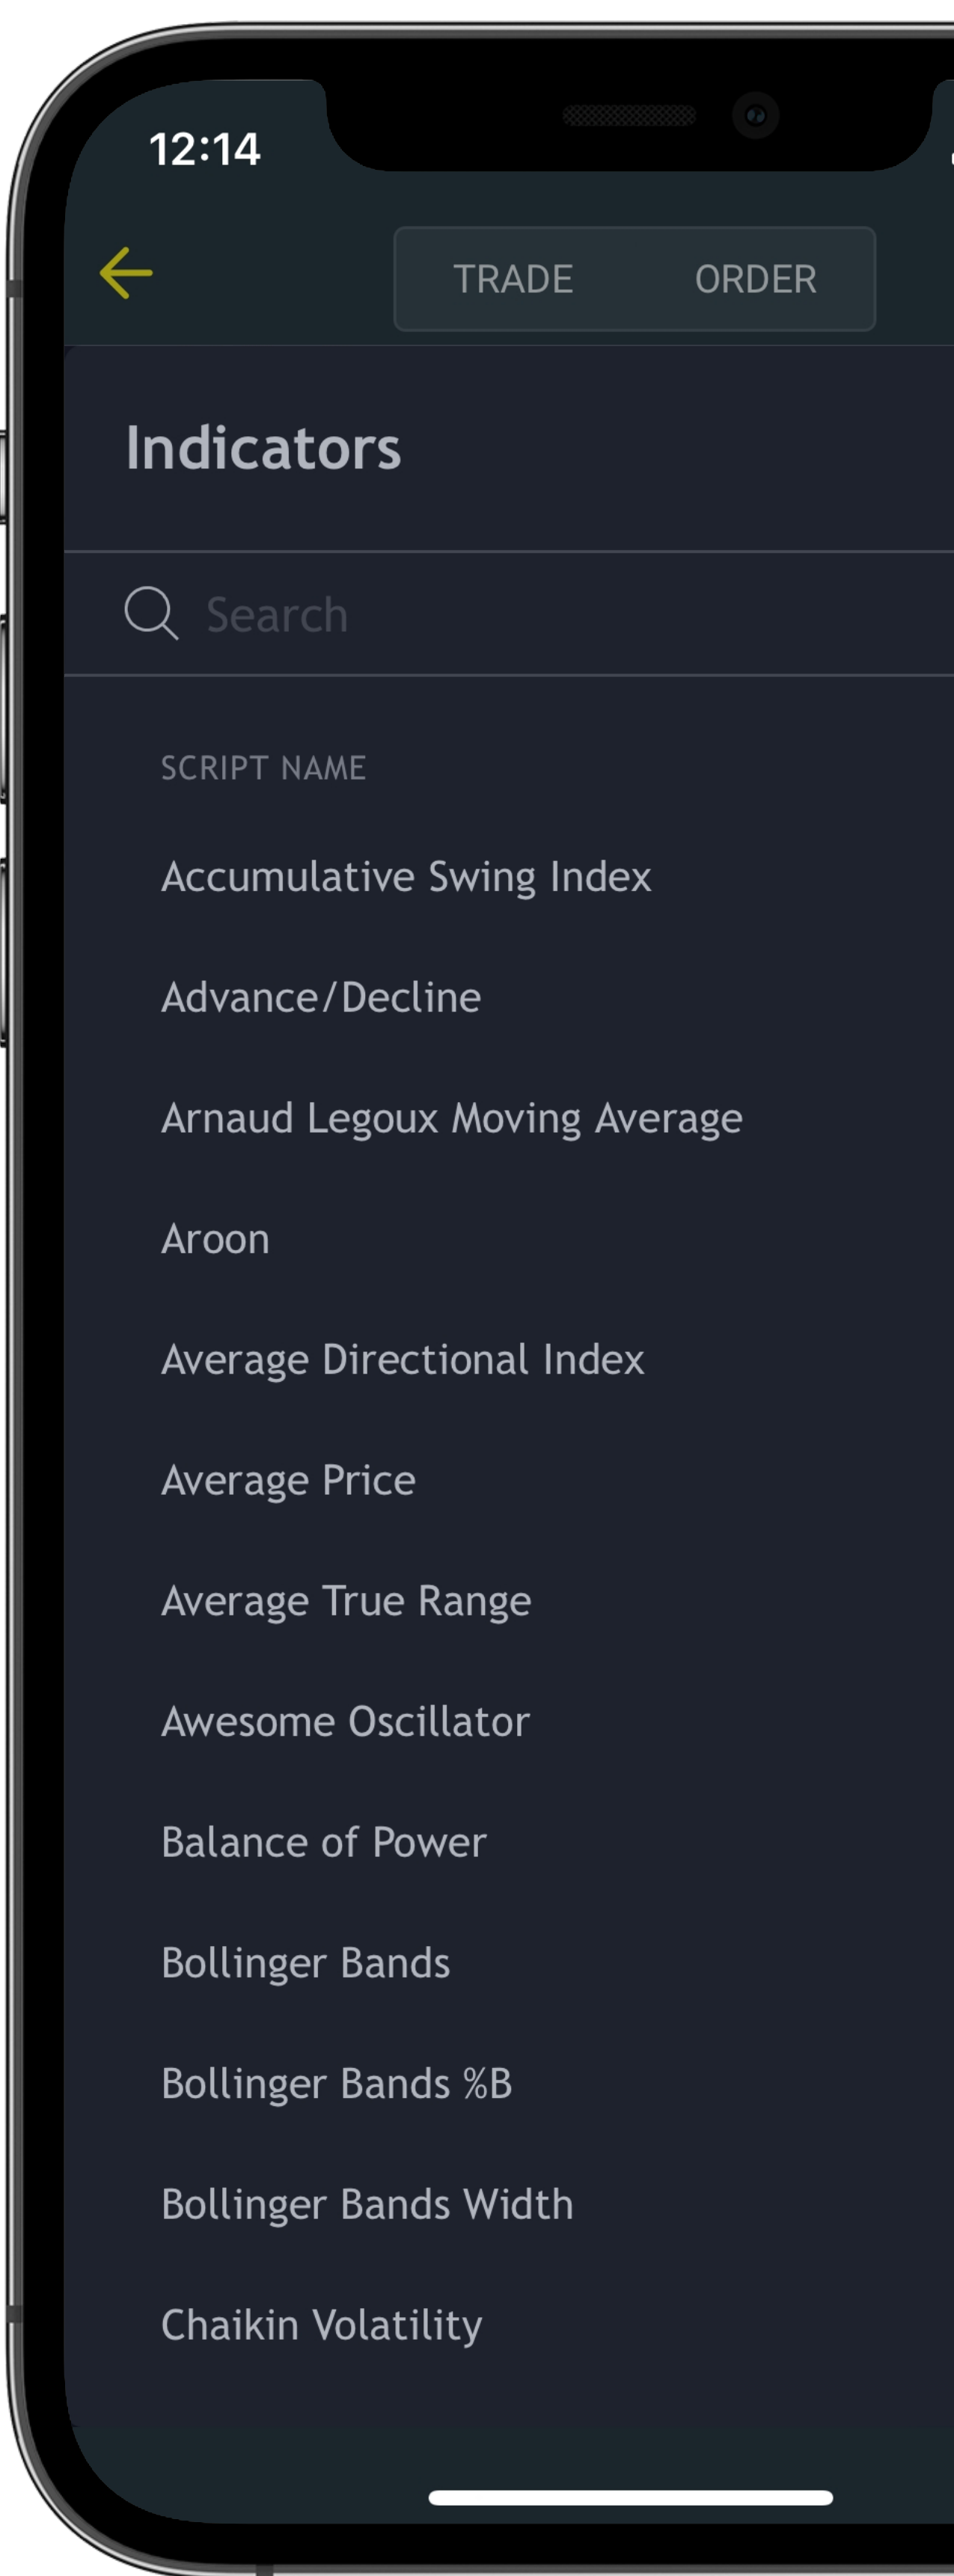 12:14
TRADE ORDER
Indicators
Search
SCRIPT NAME
Accumulative Swing Index
Advance/Decline
Arnaud Legoux Moving Average
Aroon
Average Directional Index
Average Price
Average True Range
Awesome Oscillator
Balance of Power
Bollinger Bands
Bollinger Bands %B
Bollinger Bands Width
Chaikin Volatility